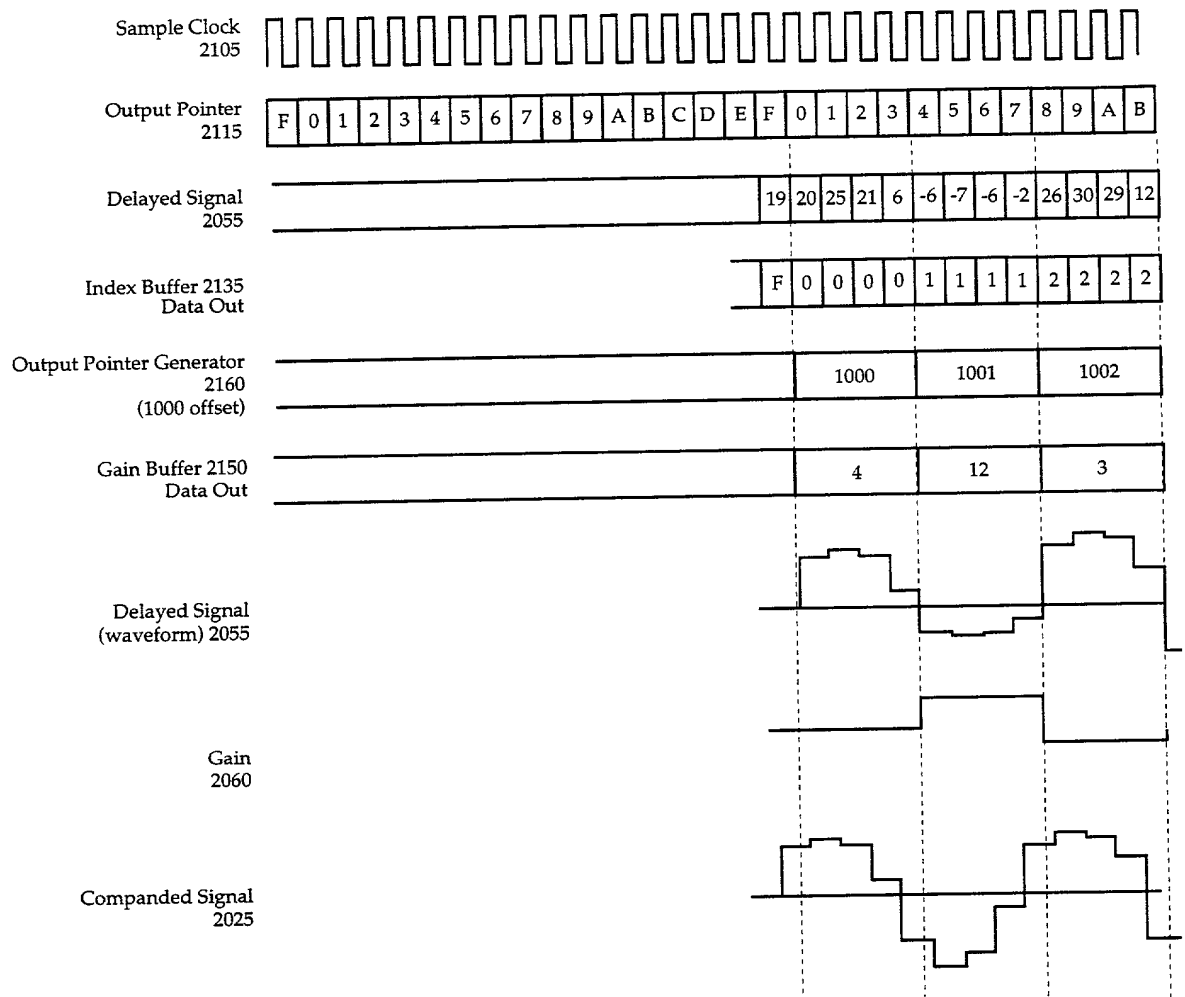 Sample Clock
2105
Output Pointer
2115
F 0 1 2 3 4 5 6 7 8 9 A B C D E F 0 1 2 3 4 5 6 7 8 9 A B
Delayed Signal
2055
19 20 25 21 6 -6 -7 -6 -2 26 30 29 12
Index Buffer 2135
Data Out
F 0 0 0 0 1 1 1 1 2 2 2 2
Output Pointer Generator
2160
(1000 offset)
1000 1001 1002
Gain Buffer 2150
Data Out
4 12 3
Delayed Signal
(waveform) 2055
Gain
2060
Companded Signal
2025